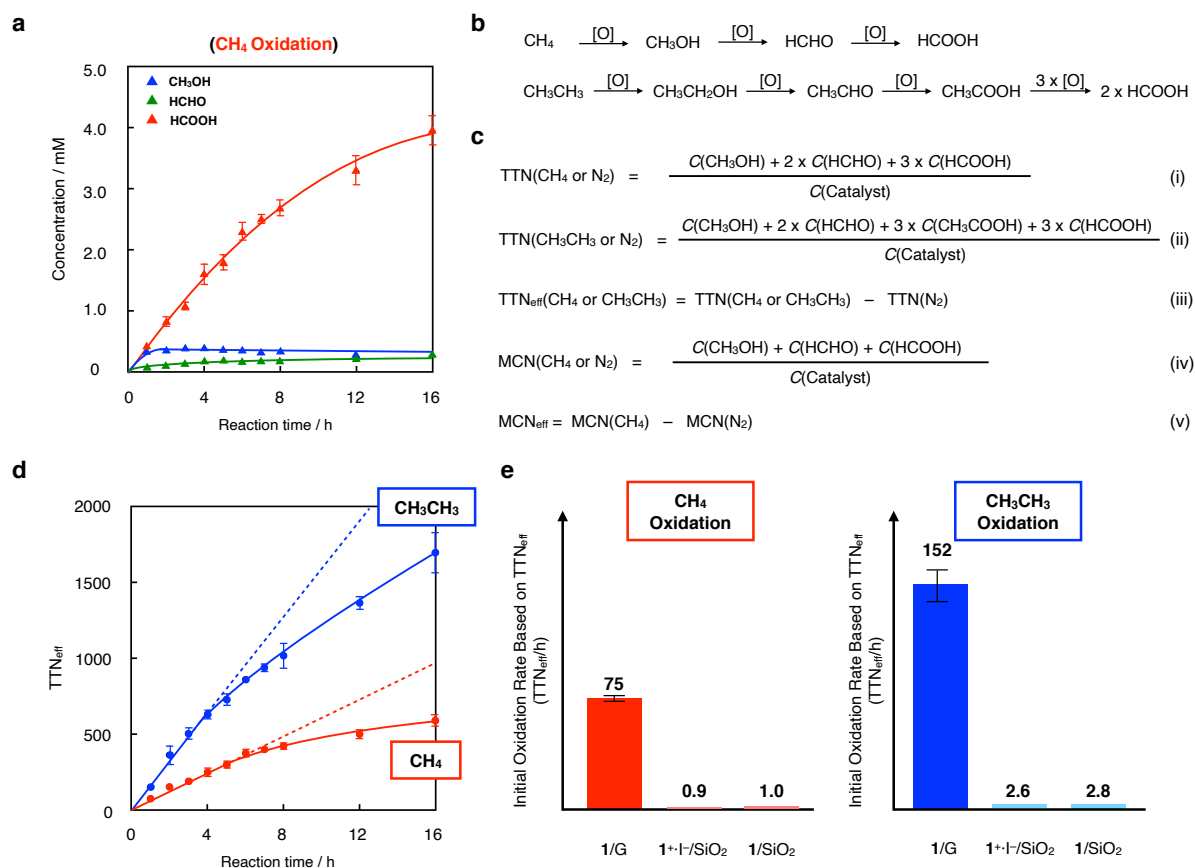 a
(CH₄ Oxidation)
5.0
4.0
3.0
2.0
1.0
0
Concentration / mM
CH₃OH
HCHO
HCOOH
0 4 8 12 16
Reaction time / h
b
CH₄ [O] CH₃OH [O] HCHO [O] HCOOH
CH₃CH₃ [O] CH₃CH₂OH [O] CH₃CHO [O] CH₃COOH 3 x [O] 2 x HCOOH
c
TTN(CH₄ or N₂) = C(CH₃OH) + 2 x C(HCHO) + 3 x C(HCOOH) (i)
C(Catalyst)
TTN(CH₃CH₃ or N₂) = C(CH₃OH) + 2 x C(HCHO) + 3 x C(CH₃COOH) + 3 x C(HCOOH) (ii)
C(Catalyst)
TTNeff(CH₄ or CH₃CH₃) = TTN(CH₄ or CH₃CH₃) − TTN(N₂) (iii)
MCN(CH₄ or N₂) = C(CH₃OH) + C(HCHO) + C(HCOOH) (iv)
C(Catalyst)
MCNeff = MCN(CH₄) − MCN(N₂) (v)
d
2000
1500
1000
500
0
TTNeff
CH₃CH₃
CH₄
0 4 8 12 16
Reaction time / h
e
CH₄
Oxidation
Initial Oxidation Rate Based on TTNeff
(TTNeff/h)
75
0.9
1.0
1/G 1⁺·I⁻/SiO₂ 1/SiO₂
CH₃CH₃
Oxidation
Initial Oxidation Rate Based on TTNeff
(TTNeff/h)
152
2.6
2.8
1/G 1⁺·I⁻/SiO₂ 1/SiO₂